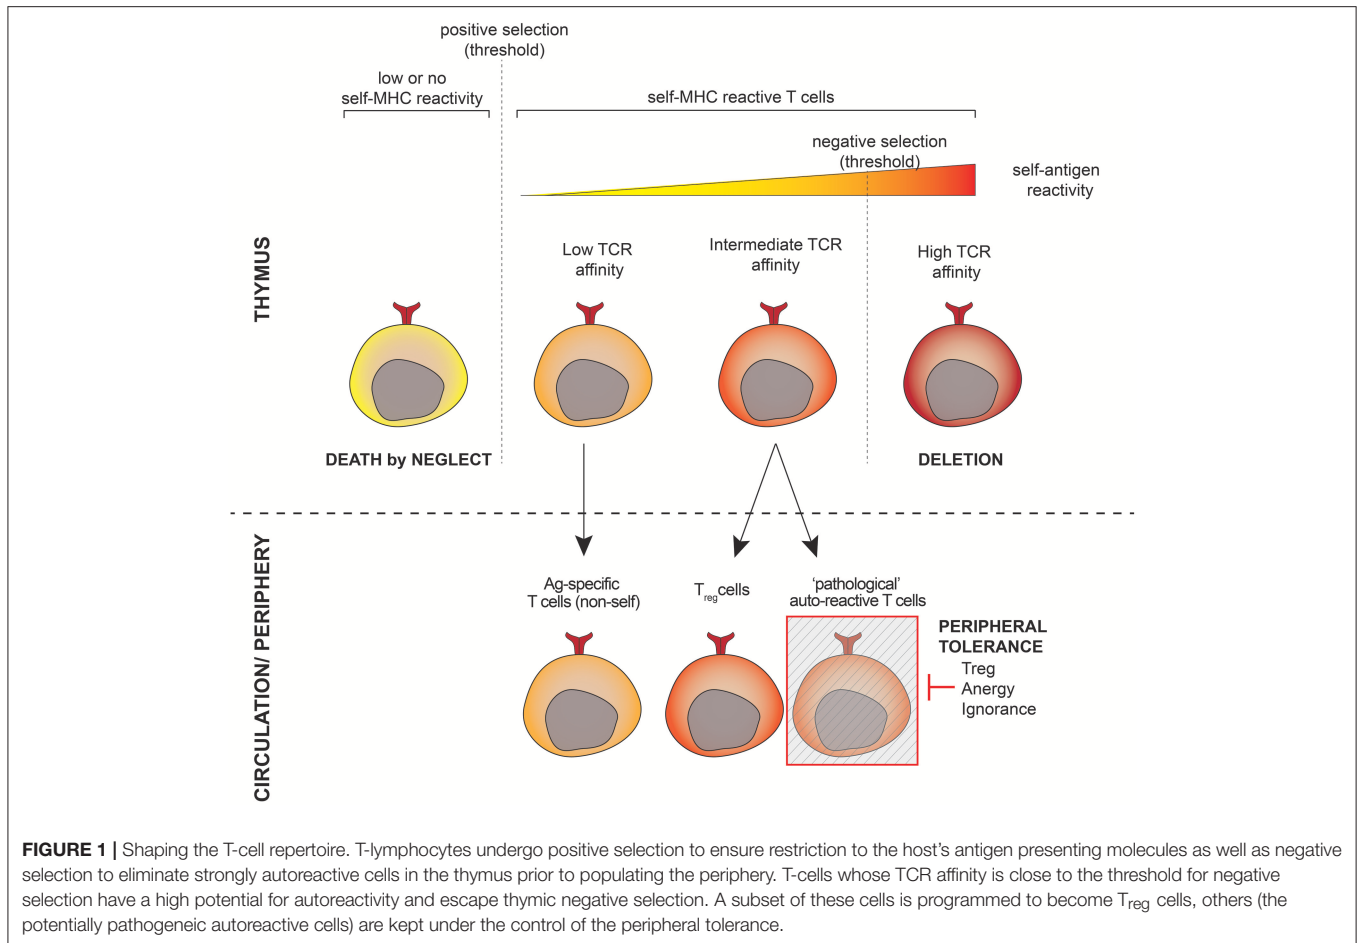 positive selection
(threshold)
low or no
self-MHC reactivity
self-MHC reactive T cells
negative selection
(threshold)
self-antigen
reactivity
THYMUS
Low TCR
affinity
Intermediate TCR
affinity
High TCR
affinity
DEATH by NEGLECT
DELETION
CIRCULATION/ PERIPHERY
Ag-specific
T cells (non-self)
Treg cells
'pathological'
auto-reactive T cells
PERIPHERAL
TOLERANCE
Treg
Anergy
Ignorance
FIGURE 1 | Shaping the T-cell repertoire. T-lymphocytes undergo positive selection to ensure restriction to the host's antigen presenting molecules as well as negative
selection to eliminate strongly autoreactive cells in the thymus prior to populating the periphery. T-cells whose TCR affinity is close to the threshold for negative
selection have a high potential for autoreactivity and escape thymic negative selection. A subset of these cells is programmed to become Treg cells, others (the
potentially pathogeneic autoreactive cells) are kept under the control of the peripheral tolerance.